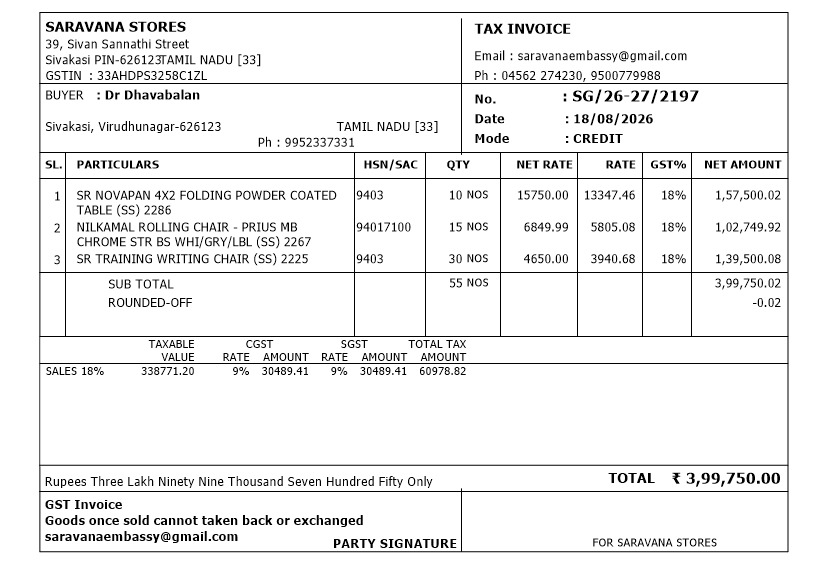 SARAVANA STORES
39, Sivan Sannathi Street
Sivakasi PIN-626123TAMIL NADU [33]
GSTIN : 33AHDPS3258C1ZL
TAX INVOICE
Email : saravanaembassy@gmail.com
Ph : 04562 274230, 9500779988
BUYER : Dr Dhavabalan
Sivakasi, Virudhunagar-626123 TAMIL NADU [33]
Ph : 9952337331
No. : SG/26-27/2197
Date : 18/08/2026
Mode : CREDIT
SL. PARTICULARS HSN/SAC QTY NET RATE RATE GST% NET AMOUNT
1 SR NOVAPAN 4X2 FOLDING POWDER COATED 9403 10 NOS 15750.00 13347.46 18% 1,57,500.02
TABLE (SS) 2286
2 NILKAMAL ROLLING CHAIR - PRIUS MB 94017100 15 NOS 6849.99 5805.08 18% 1,02,749.92
CHROME STR BS WHI/GRY/LBL (SS) 2267
3 SR TRAINING WRITING CHAIR (SS) 2225 9403 30 NOS 4650.00 3940.68 18% 1,39,500.08
SUB TOTAL 55 NOS 3,99,750.02
ROUNDED-OFF -0.02
TAXABLE CGST SGST TOTAL TAX
VALUE RATE AMOUNT RATE AMOUNT AMOUNT
SALES 18% 338771.20 9% 30489.41 9% 30489.41 60978.82
Rupees Three Lakh Ninety Nine Thousand Seven Hundred Fifty Only TOTAL ₹ 3,99,750.00
GST Invoice
Goods once sold cannot taken back or exchanged
saravanaembassy@gmail.com
PARTY SIGNATURE FOR SARAVANA STORES